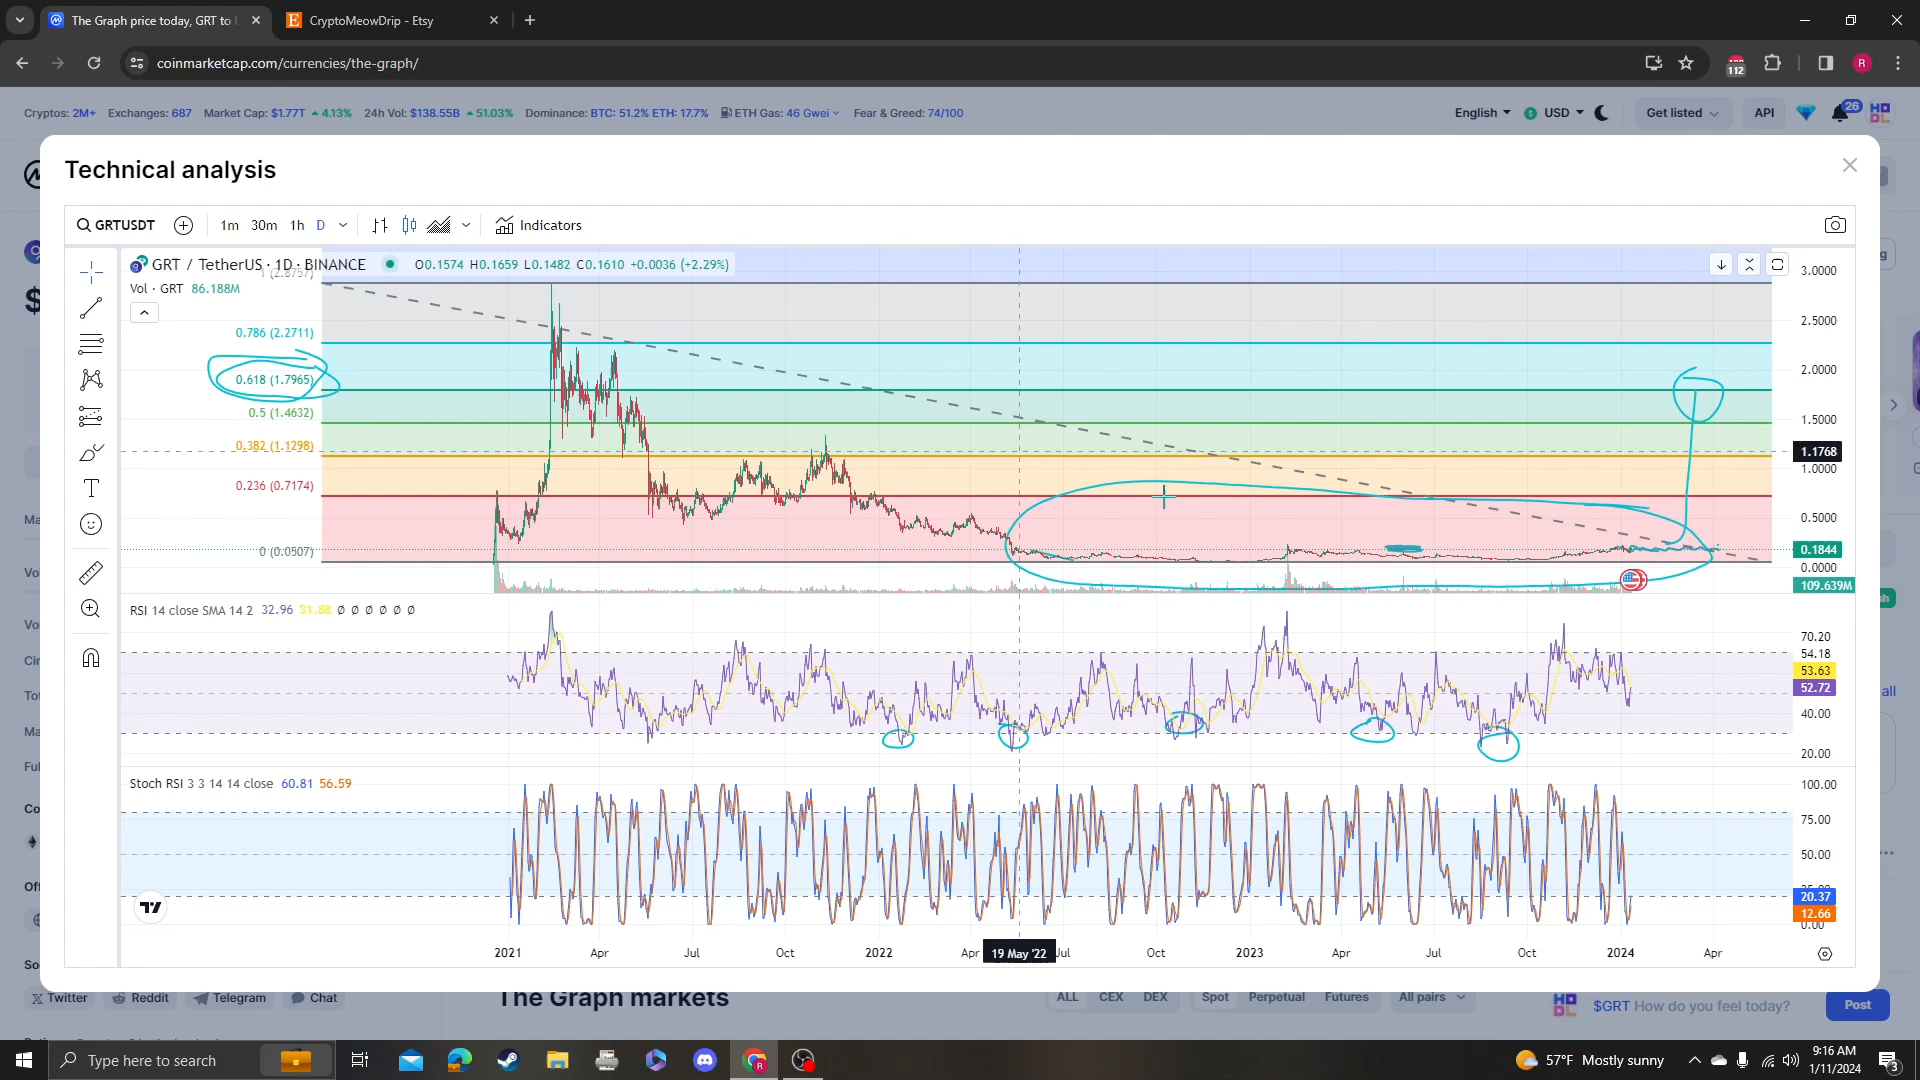 The Graph price today, GRT to
CryptoMeowDrip - Etsy
coinmarketcap.com/currencies/the-graph/
112
R
Cryptos: 2M+ Exchanges: 687 Market Cap: $1.77T 4.13% 24h Vol: $138.55B 51.03% Dominance: BTC: 51.2% ETH: 17.7% ETH Gas: 46 Gwei Fear & Greed: 74/100
English USD Get listed API 26
Technical analysis
GRTUSDT 1m 30m 1h D Indicators
GRT / TetherUS · 1D · BINANCE O0.1574 H0.1659 L0.1482 C0.1610 +0.0036 (+2.29%)
1 (2.8757)
Vol · GRT 86.188M
0.786 (2.2711)
0.618 (1.7965)
0.5 (1.4632)
0.382 (1.1298)
0.236 (0.7174)
0 (0.0507)
3.0000
2.5000
2.0000
1.5000
1.1768
1.0000
0.5000
0.1844
0.0000
109.639M
RSI 14 close SMA 14 2 32.96 31.88 Ø Ø Ø Ø Ø Ø
70.20
54.18
53.63
52.72
40.00
20.00
Stoch RSI 3 3 14 14 close 60.81 56.59
100.00
75.00
50.00
20.37
12.66
0.00
2021 Apr Jul Oct 2022 Apr 19 May '22 Jul Oct 2023 Apr Jul Oct 2024 Apr
Twitter Reddit Telegram Chat
The Graph markets
ALL CEX DEX Spot Perpetual Futures All pairs
$GRT How do you feel today? Post
Type here to search
57°F Mostly sunny
9:16 AM
1/11/2024
3